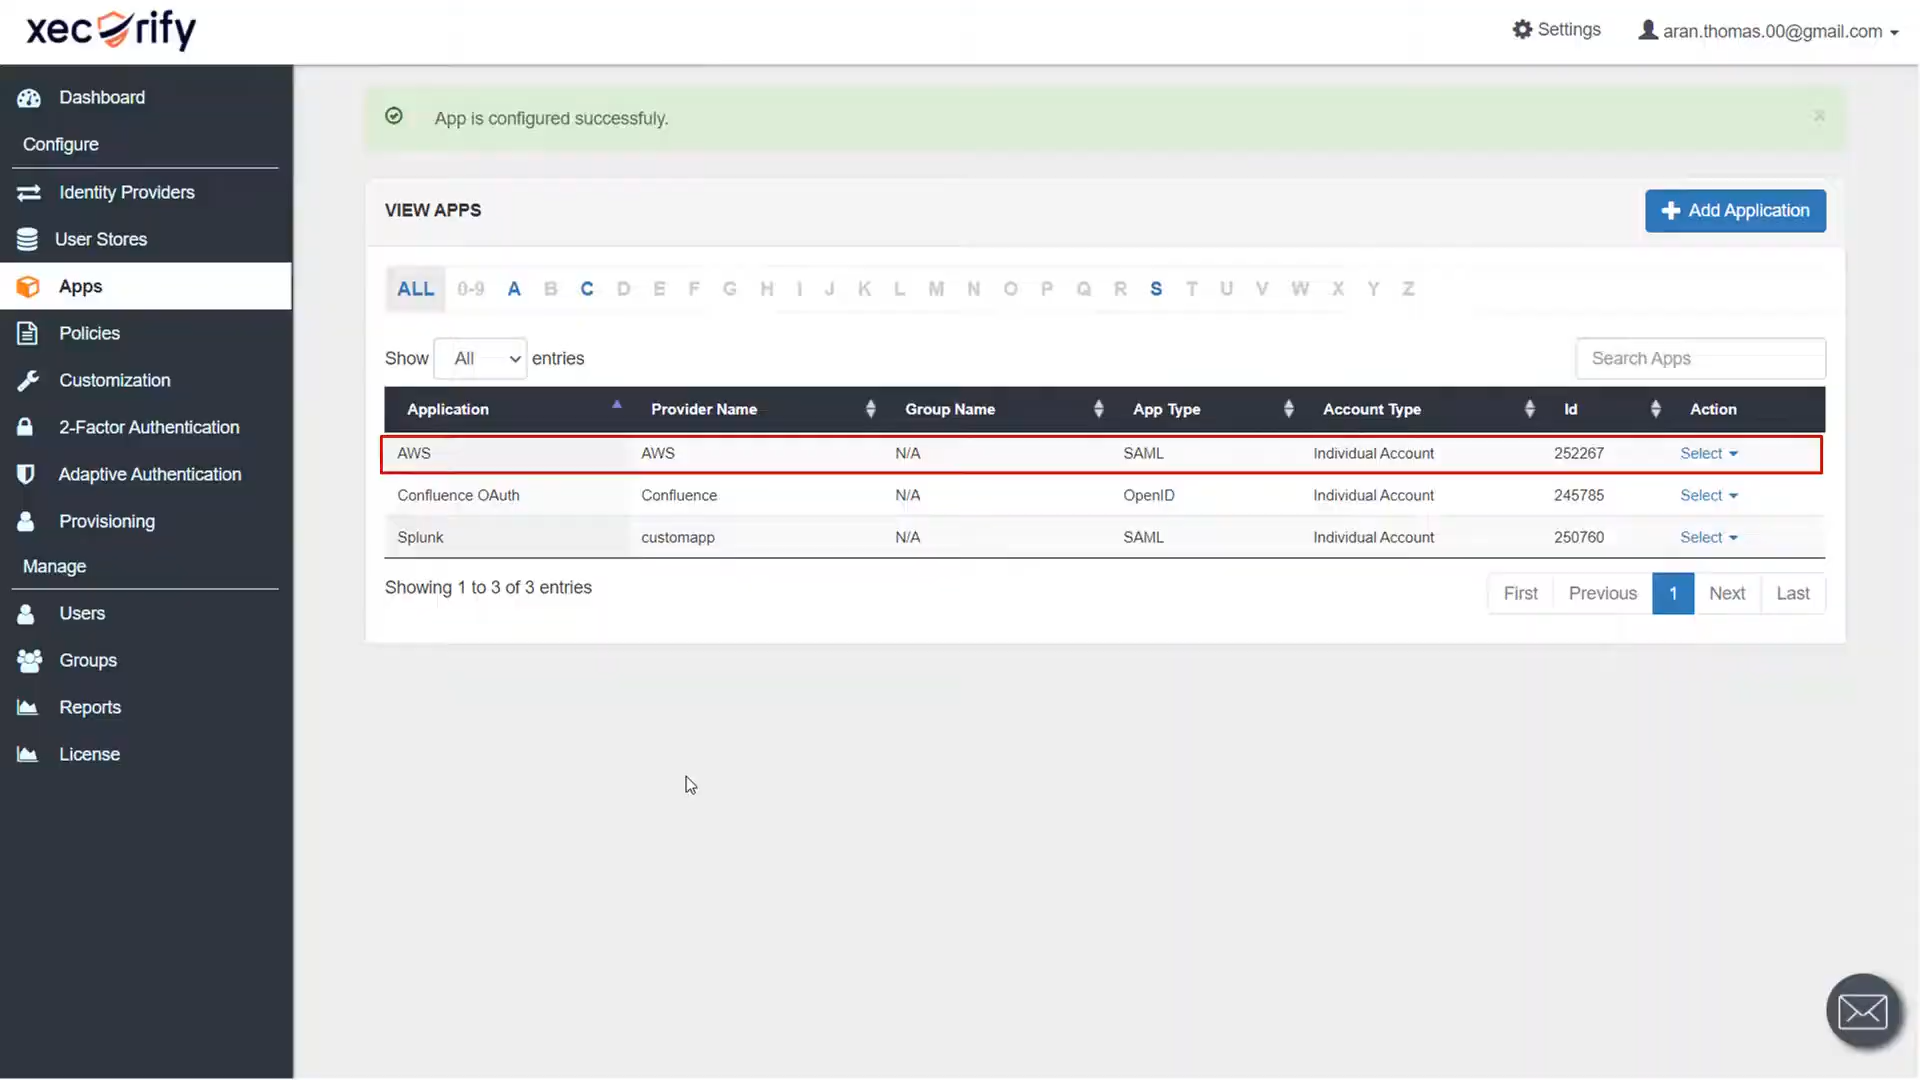 xecurify
Settings
aran.thomas.00@gmail.com
Dashboard
Configure
Identity Providers
User Stores
Apps
Policies
Customization
2-Factor Authentication
Adaptive Authentication
Provisioning
Manage
Users
Groups
Reports
License
App is configured successfuly.
×
VIEW APPS
Add Application
ALL 0-9 A B C D E F G H I J K L M N O P Q R S T U V W X Y Z
Show All entries
Search Apps
Application Provider Name Group Name App Type Account Type Id Action
AWS AWS N/A SAML Individual Account 252267 Select
Confluence OAuth Confluence N/A OpenID Individual Account 245785 Select
Splunk customapp N/A SAML Individual Account 250760 Select
Showing 1 to 3 of 3 entries
First Previous 1 Next Last